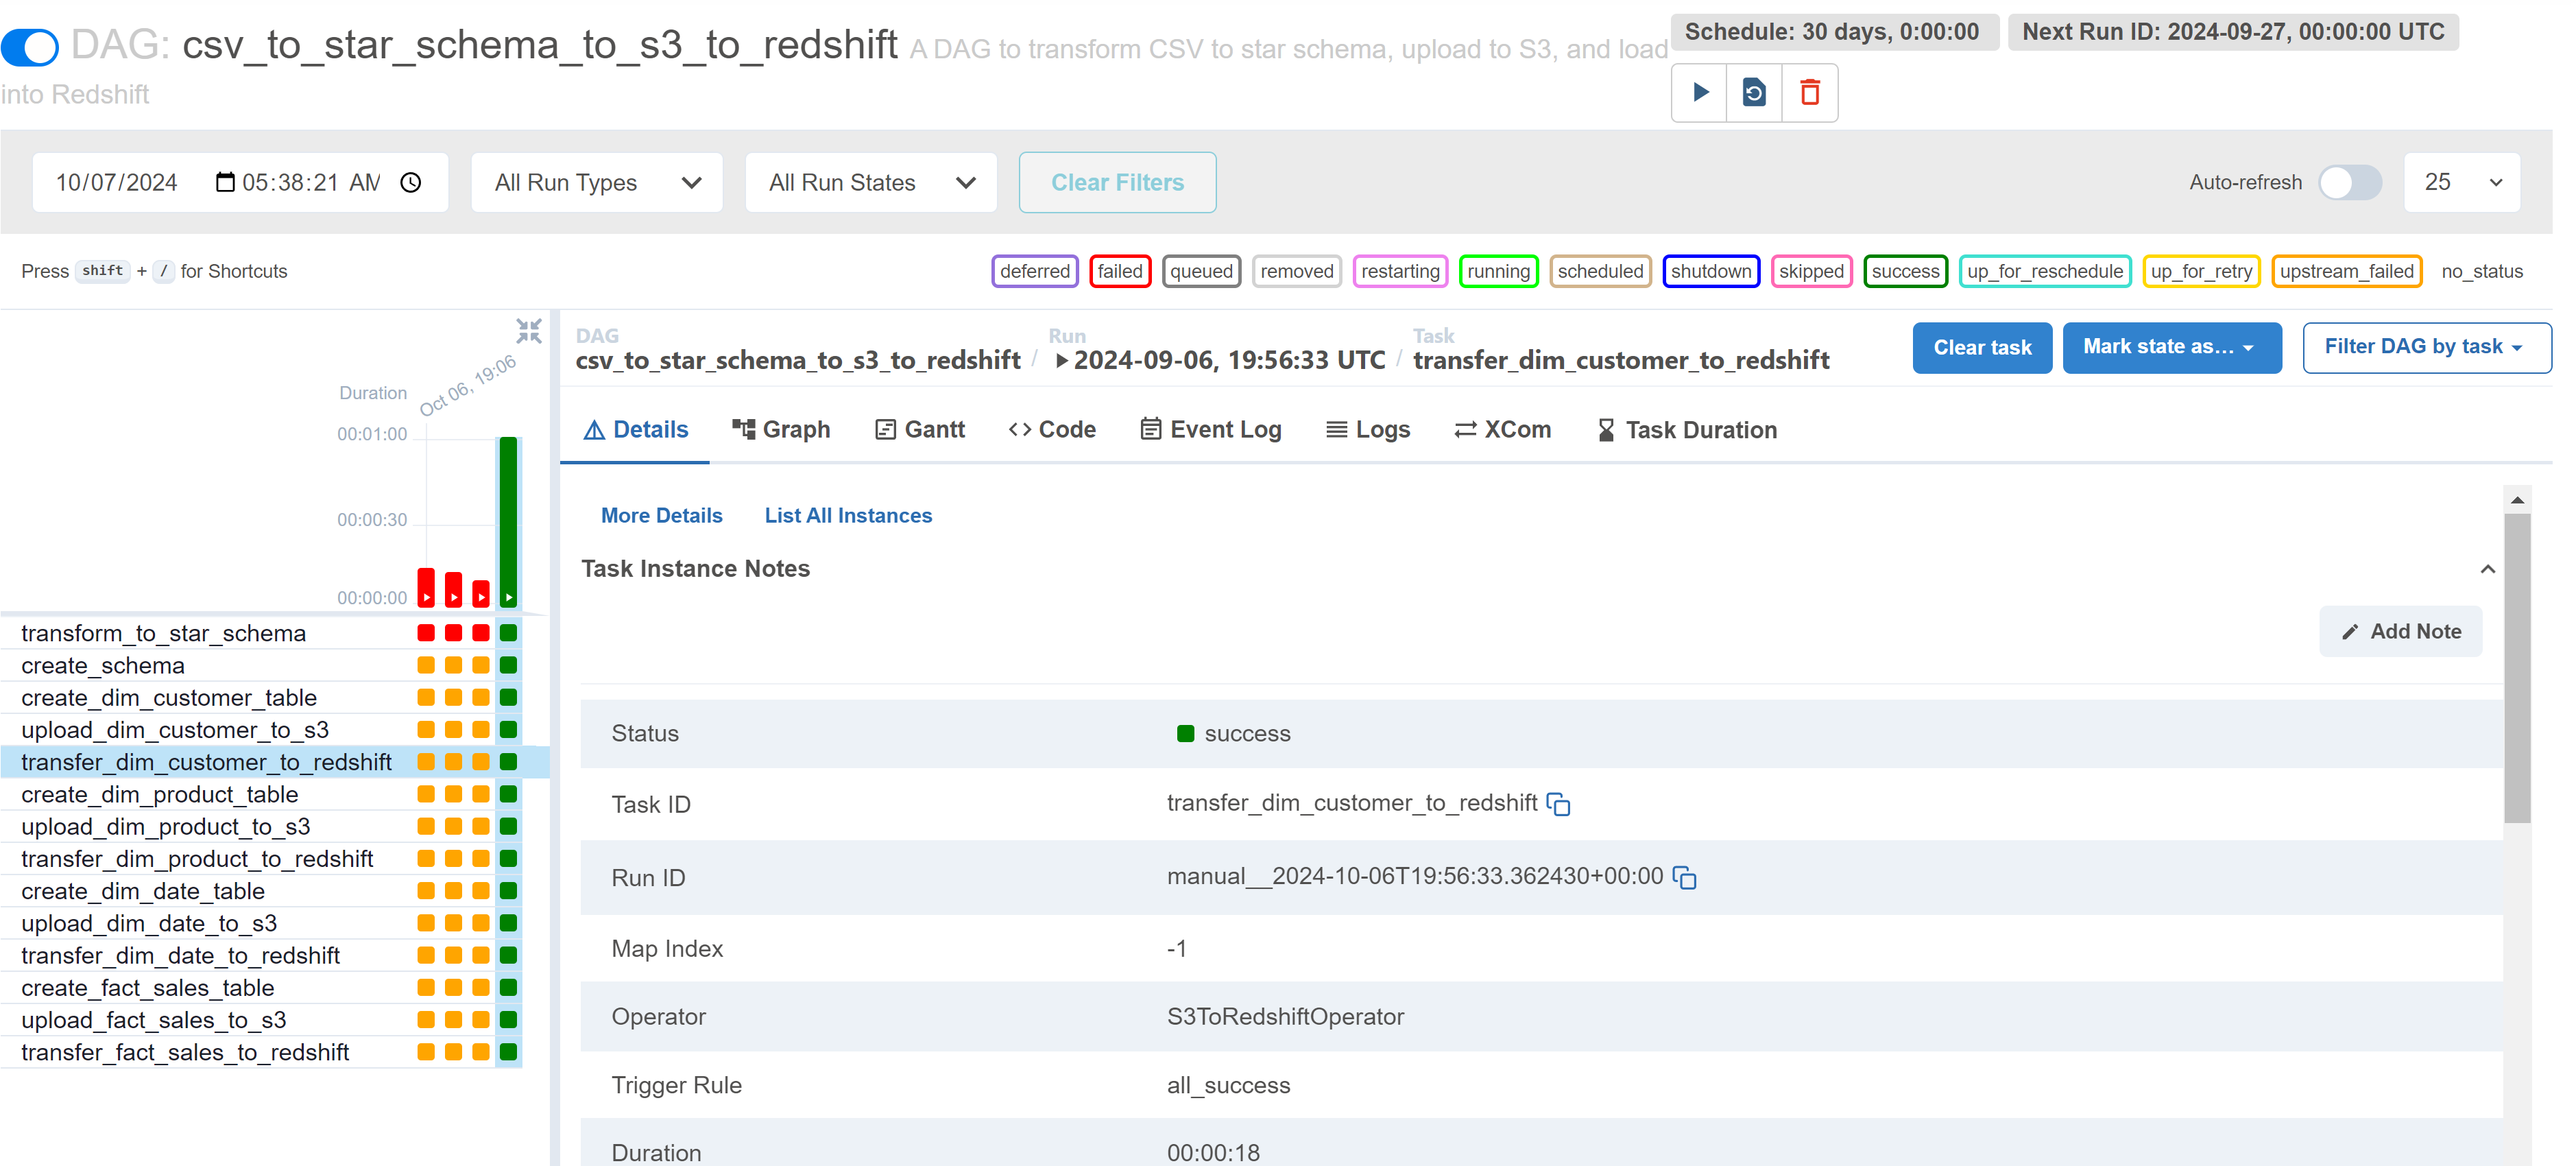 DAG: csv_to_star_schema_to_s3_to_redshift A DAG to transform CSV to star schema, upload to S3, and load
into Redshift
Schedule: 30 days, 0:00:00
Next Run ID: 2024-09-27, 00:00:00 UTC
10/07/2024 05:38:21 AM
All Run Types
All Run States
Clear Filters
Auto-refresh
25
Press shift + / for Shortcuts
deferred failed queued removed restarting running scheduled shutdown skipped success up_for_reschedule up_for_retry upstream_failed no_status
Duration
Oct 06, 19:06
00:01:00
00:00:30
00:00:00
transform_to_star_schema
create_schema
create_dim_customer_table
upload_dim_customer_to_s3
transfer_dim_customer_to_redshift
create_dim_product_table
upload_dim_product_to_s3
transfer_dim_product_to_redshift
create_dim_date_table
upload_dim_date_to_s3
transfer_dim_date_to_redshift
create_fact_sales_table
upload_fact_sales_to_s3
transfer_fact_sales_to_redshift
DAG
csv_to_star_schema_to_s3_to_redshift /
Run
2024-09-06, 19:56:33 UTC /
Task
transfer_dim_customer_to_redshift
Clear task
Mark state as...
Filter DAG by task
Details
Graph
Gantt
Code
Event Log
Logs
XCom
Task Duration
More Details
List All Instances
Task Instance Notes
Add Note
Status success
Task ID transfer_dim_customer_to_redshift
Run ID manual__2024-10-06T19:56:33.362430+00:00
Map Index -1
Operator S3ToRedshiftOperator
Trigger Rule all_success
Duration 00:00:18